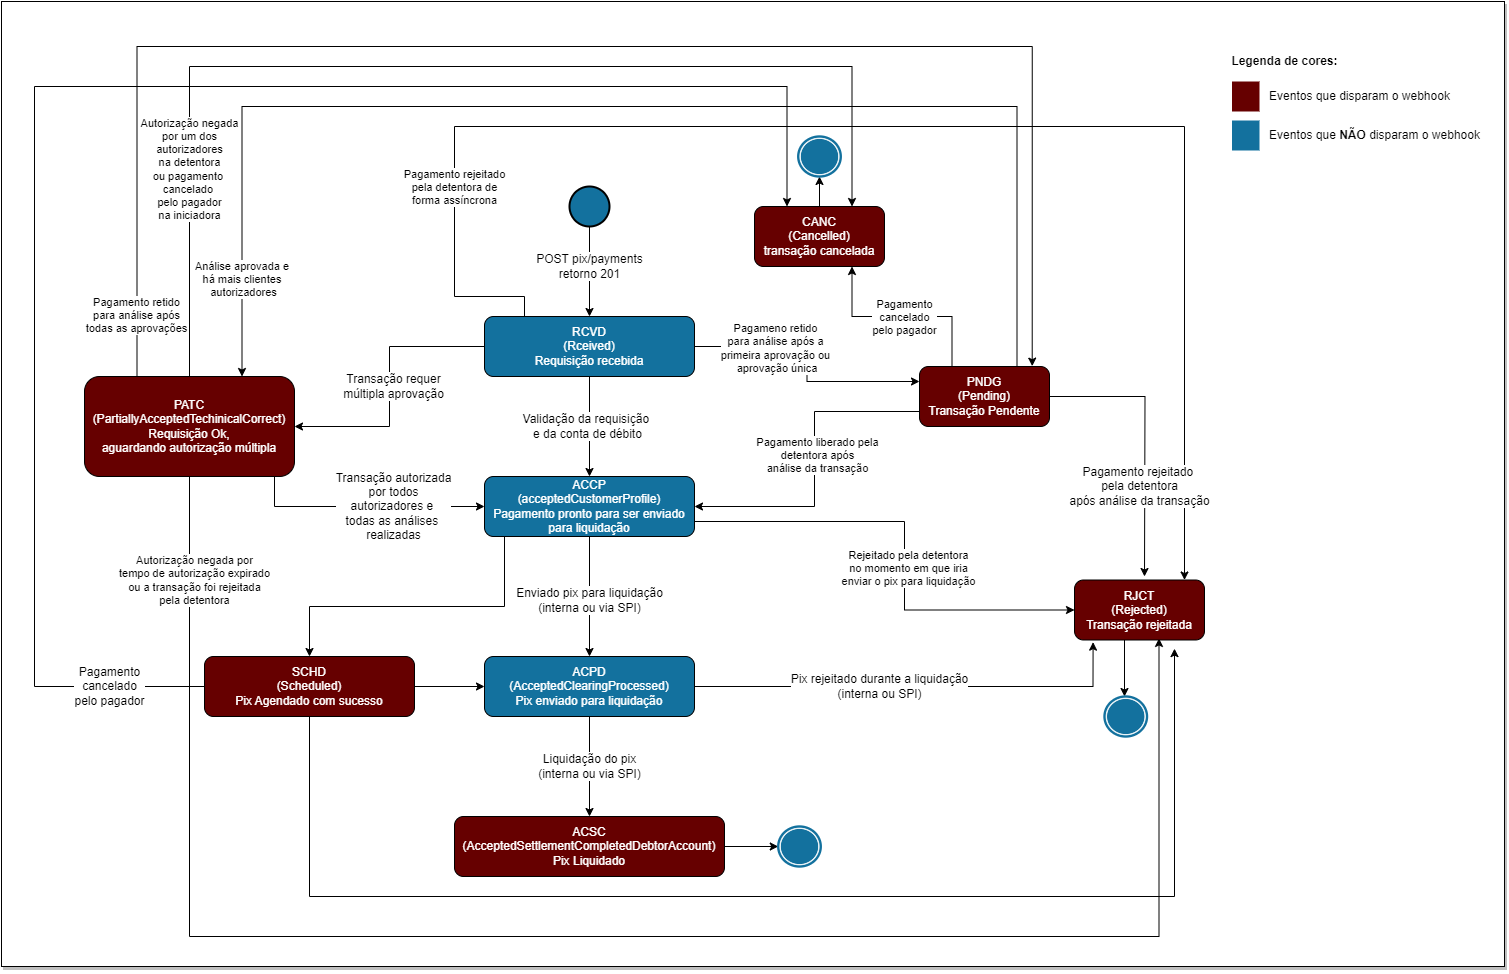 Legenda de cores:
Eventos que disparam o webhook
Eventos que NÃO disparam o webhook
Autorização negada
por um dos
autorizadores
na detentora
ou pagamento
cancelado
pelo pagador
na iniciadora
Pagamento rejeitado
pela detentora de
forma assíncrona
CANC
(Cancelled)
transação cancelada
POST pix/payments
retorno 201
Análise aprovada e
há mais clientes
autorizadores
Pagamento retido
para análise após
todas as aprovações
Pagamento
cancelado
pelo pagador
RCVD
(Rceived)
Requisição recebida
Pagameno retido
para análise após a
primeira aprovação ou
aprovação única
Transação requer
múltipla aprovação
PNDG
(Pending)
Transação Pendente
PATC
(PartiallyAcceptedTechinicalCorrect)
Requisição Ok,
aguardando autorização múltipla
Validação da requisição
e da conta de débito
Pagamento liberado pela
detentora após
análise da transação
Pagamento rejeitado
pela detentora
após análise da transação
Transação autorizada
por todos
autorizadores e
todas as análises
realizadas
ACCP
(acceptedCustomerProfile)
Pagamento pronto para ser enviado
para liquidação
Autorização negada por
tempo de autorização expirado
ou a transação foi rejeitada
pela detentora
Rejeitado pela detentora
no momento em que iria
enviar o pix para liquidação
Enviado pix para liquidação
(interna ou via SPI)
RJCT
(Rejected)
Transação rejeitada
Pagamento
cancelado
pelo pagador
SCHD
(Scheduled)
Pix Agendado com sucesso
ACPD
(AcceptedClearingProcessed)
Pix enviado para liquidação
Pix rejeitado durante a liquidação
(interna ou SPI)
Liquidação do pix
(interna ou via SPI)
ACSC
(AcceptedSettlementCompletedDebtorAccount)
Pix Liquidado